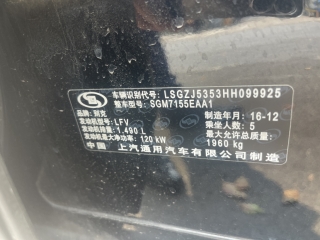 车辆识别代号: LSGZJ5353HH099925
整车型号: SGM7155EAA1
品牌: 别克
制造年月: 16-12
发动机型号: LFV
乘坐人数: 5
发动机排量: 1.490 L
最大允许总质量:
发动机最大净功率: 120 kW
1960 kg
中国 上汽通用汽车有限公司 制造